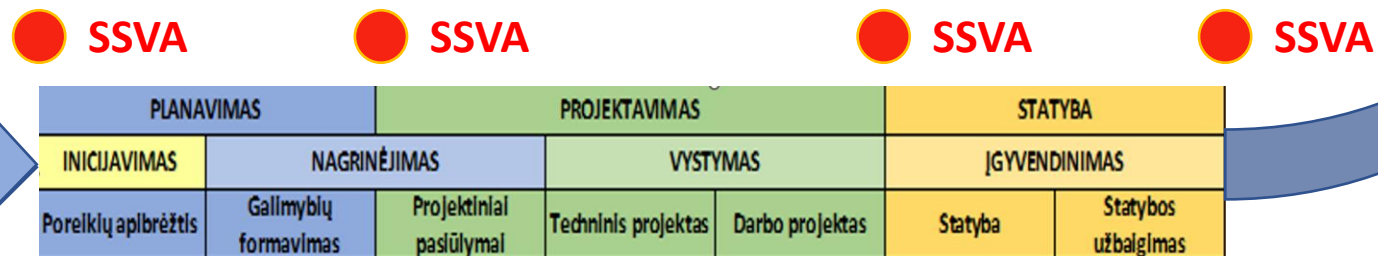 SSVA SSVA SSVA SSVA
PLANAVIMAS PROJEKTAVIMAS STATYBA
INICIJAVIMAS NAGRINĖJIMAS VYSTYMAS ĮGYVENDINIMAS
Poreikių apibrėžtis
Galimybių
formavimas
Projektiniai
pasiūlymai
Techninis projektas
Darbo projektas
Statyba
Statybos
užbaigimas